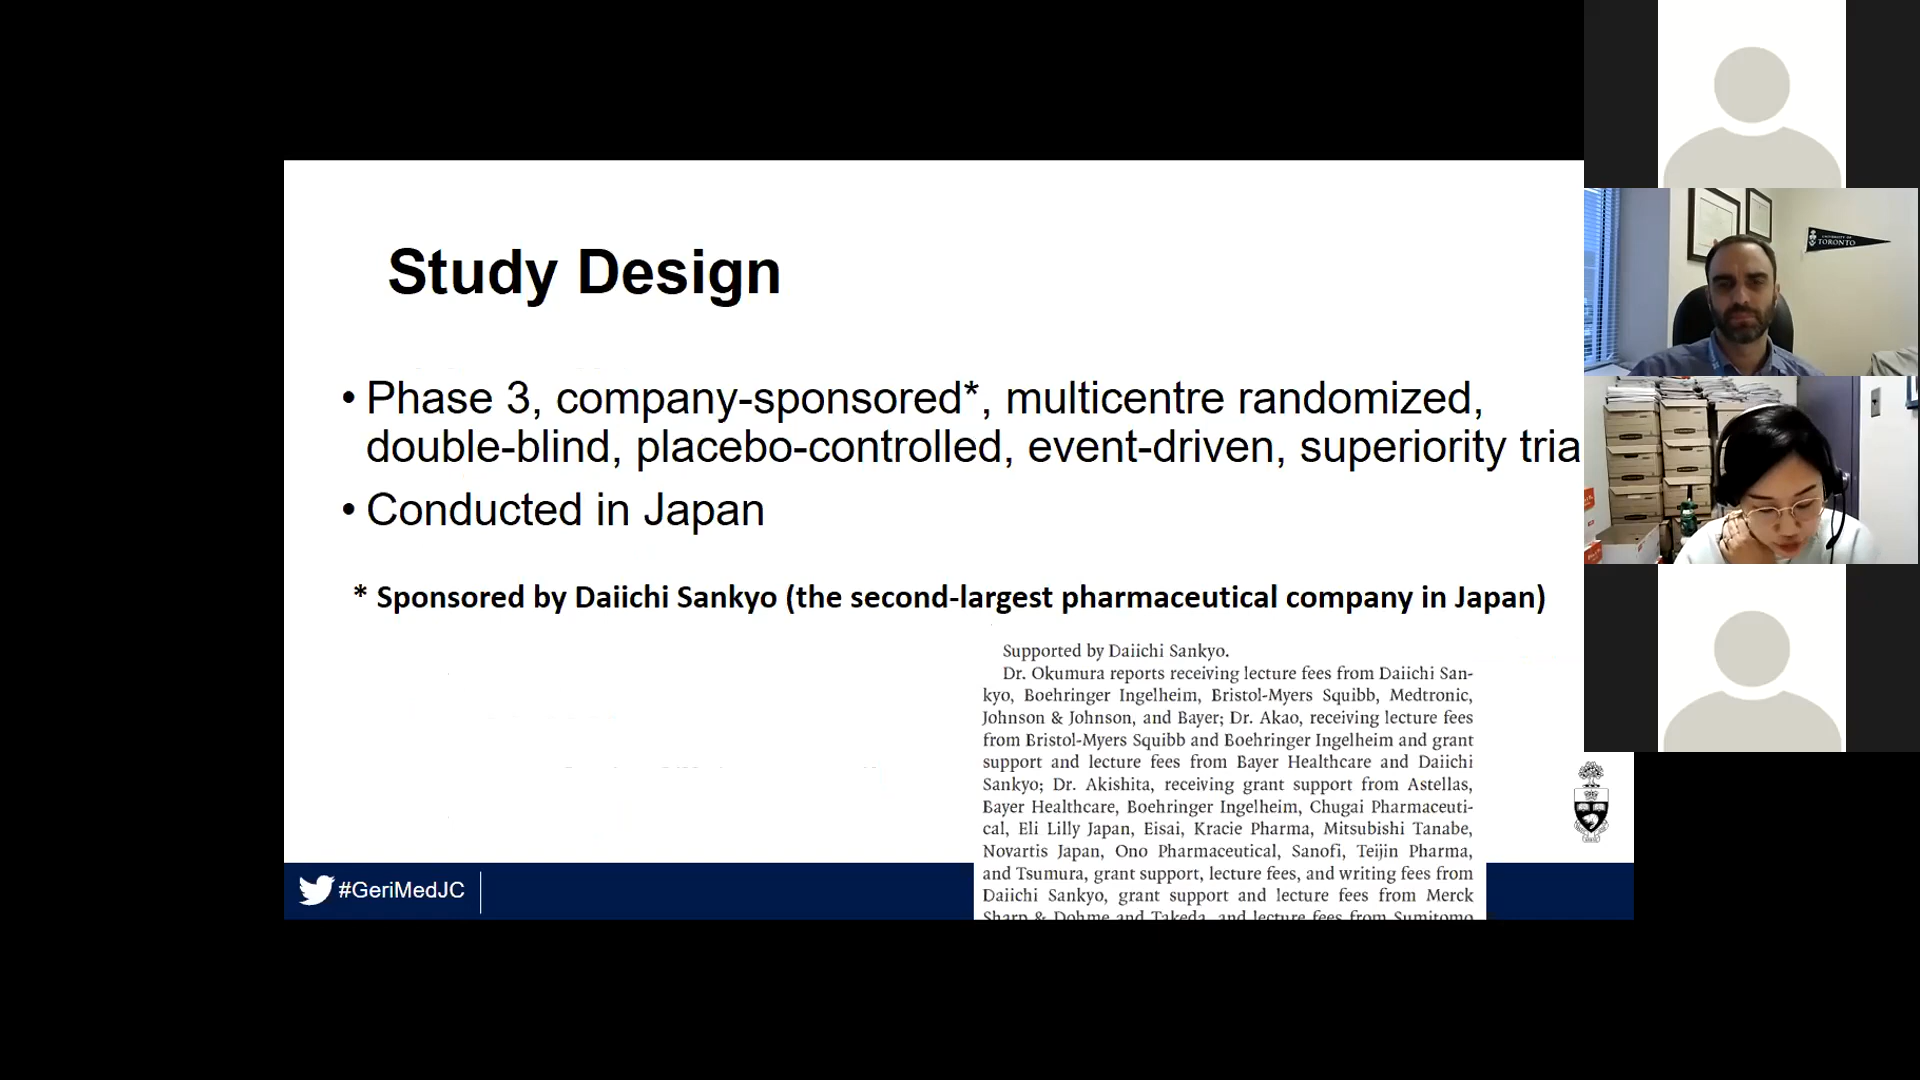 Study Design
• Phase 3, company-sponsored*, multicentre randomized,
double-blind, placebo-controlled, event-driven, superiority tria
• Conducted in Japan
* Sponsored by Daiichi Sankyo (the second-largest pharmaceutical company in Japan)
Supported by Daiichi Sankyo.
Dr. Okumura reports receiving lecture fees from Daiichi San-
kyo, Boehringer Ingelheim, Bristol-Myers Squibb, Medtronic,
Johnson & Johnson, and Bayer; Dr. Akao, receiving lecture fees
from Bristol-Myers Squibb and Boehringer Ingelheim and grant
support and lecture fees from Bayer Healthcare and Daiichi
Sankyo; Dr. Akishita, receiving grant support from Astellas,
Bayer Healthcare, Boehringer Ingelheim, Chugai Pharmaceuti-
cal, Eli Lilly Japan, Eisai, Kracie Pharma, Mitsubishi Tanabe,
Novartis Japan, Ono Pharmaceutical, Sanofi, Teijin Pharma,
and Tsumura, grant support, lecture fees, and writing fees from
Daiichi Sankyo, grant support and lecture fees from Merck
Sharp & Dohme and Takeda, and lecture fees from Sumitomo
#GeriMedJC
UNIVERSITY OF
TORONTO